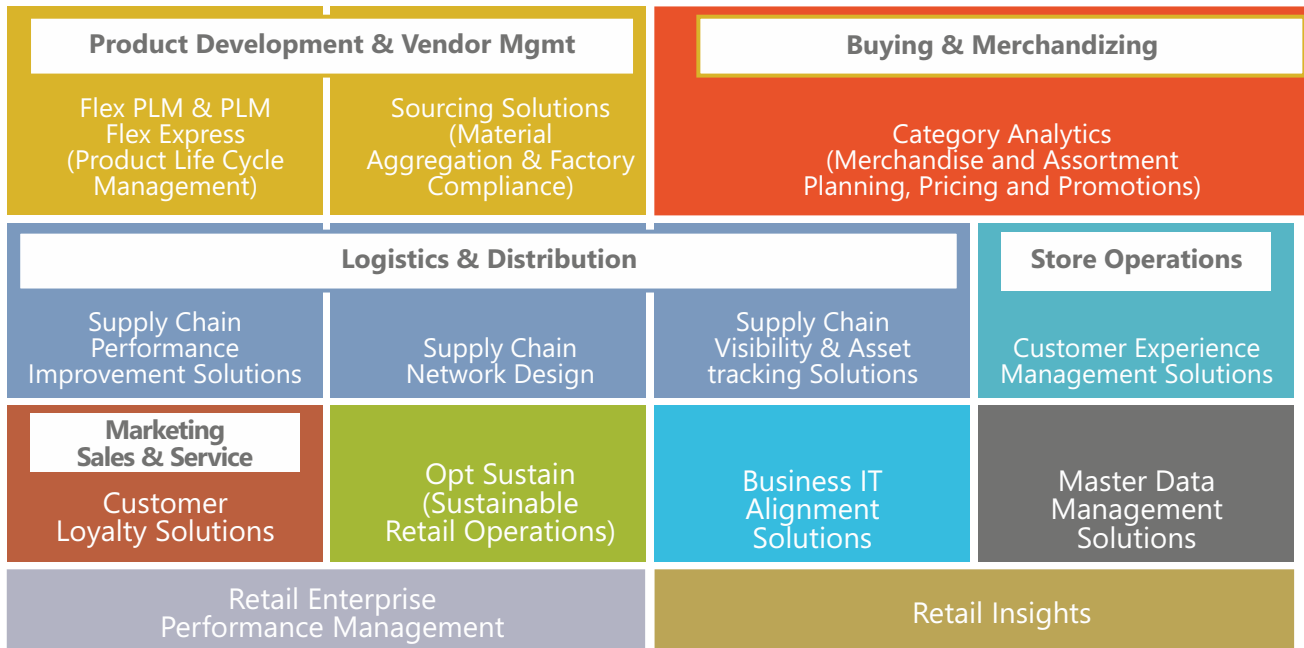 Product Development & Vendor Mgmt
Flex PLM & PLM
Flex Express
(Product Life Cycle
Management)
Sourcing Solutions
(Material
Aggregation & Factory
Compliance)
Buying & Merchandizing
Category Analytics
(Merchandise and Assortment
Planning, Pricing and Promotions)
Logistics & Distribution
Supply Chain
Performance
Improvement Solutions
Supply Chain
Network Design
Supply Chain
Visibility & Asset
tracking Solutions
Store Operations
Customer Experience
Management Solutions
Marketing
Sales & Service
Customer
Loyalty Solutions
Opt Sustain
(Sustainable
Retail Operations)
Business IT
Alignment
Solutions
Master Data
Management
Solutions
Retail Enterprise
Performance Management
Retail Insights